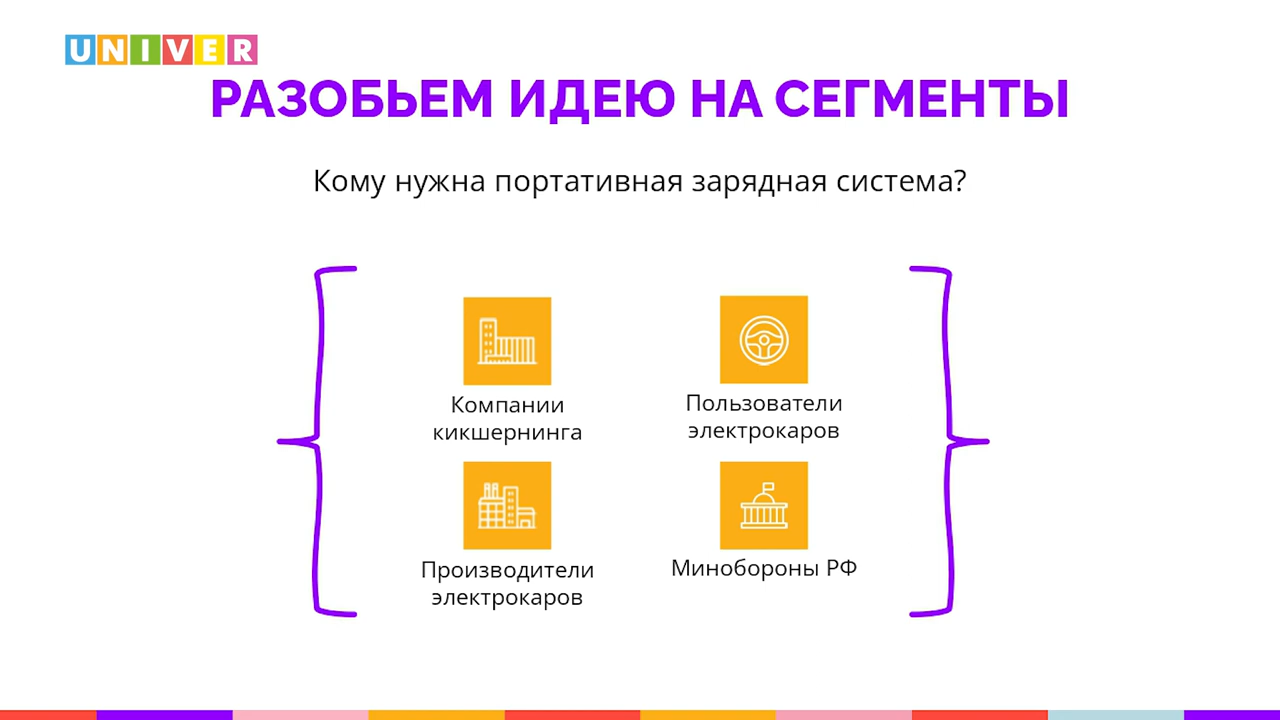 UNIVER
РАЗОБЬЕМ ИДЕЮ НА СЕГМЕНТЫ
Кому нужна портативная зарядная система?
Компании
кикшернинга
Пользователи
электрокаров
Производители
электрокаров
Минобороны РФ